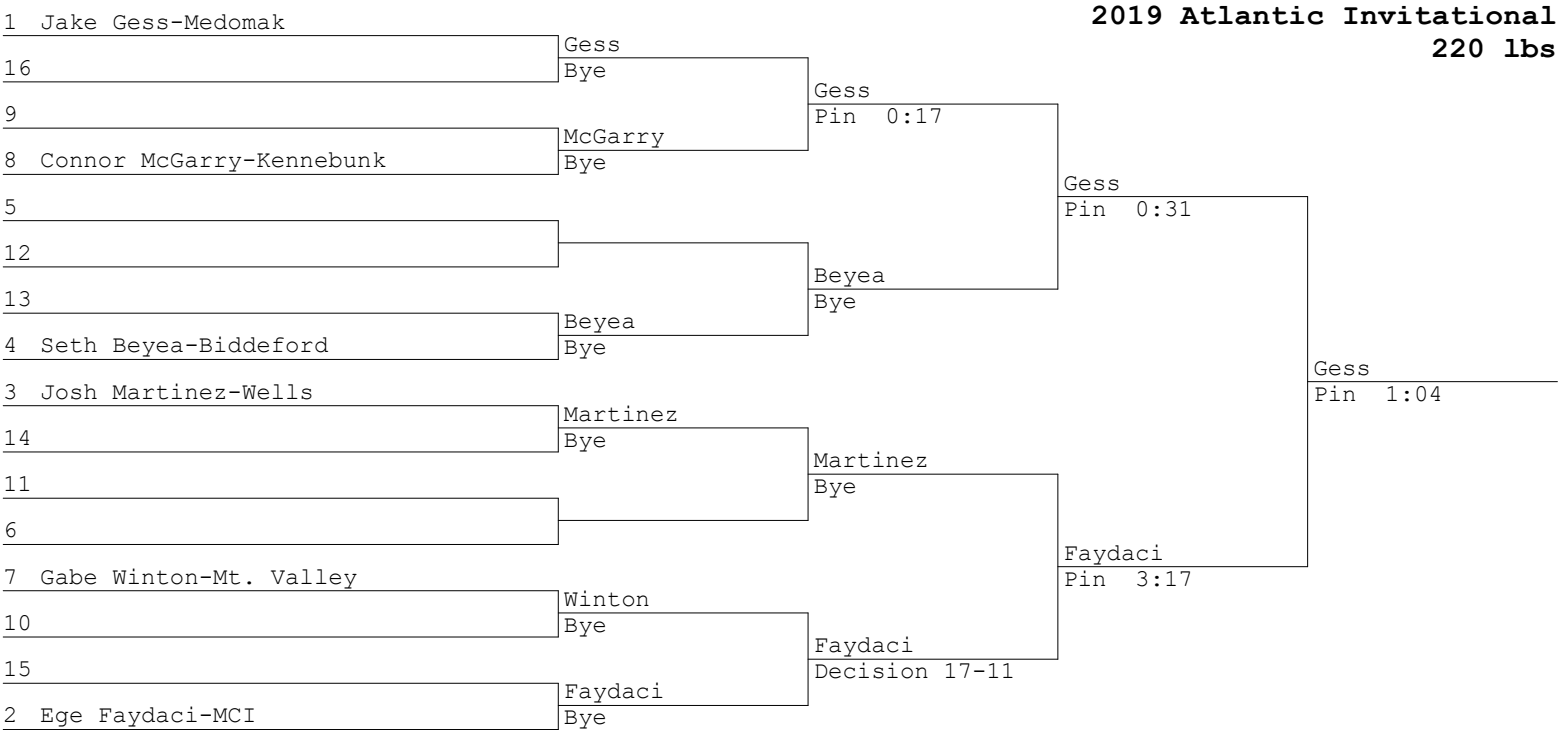 2019 Atlantic Invitational
220 lbs
1 Jake Gess-Medomak
16
9
8 Connor McGarry-Kennebunk
5
12
13
4 Seth Beyea-Biddeford
3 Josh Martinez-Wells
14
11
6
7 Gabe Winton-Mt. Valley
10
15
2 Ege Faydaci-MCI
Gess
Bye
McGarry
Bye
Beyea
Bye
Martinez
Bye
Winton
Bye
Faydaci
Bye
Gess
Pin 0:17
Beyea
Bye
Martinez
Bye
Faydaci
Decision 17-11
Gess
Pin 0:31
Faydaci
Pin 3:17
Gess
Pin 1:04